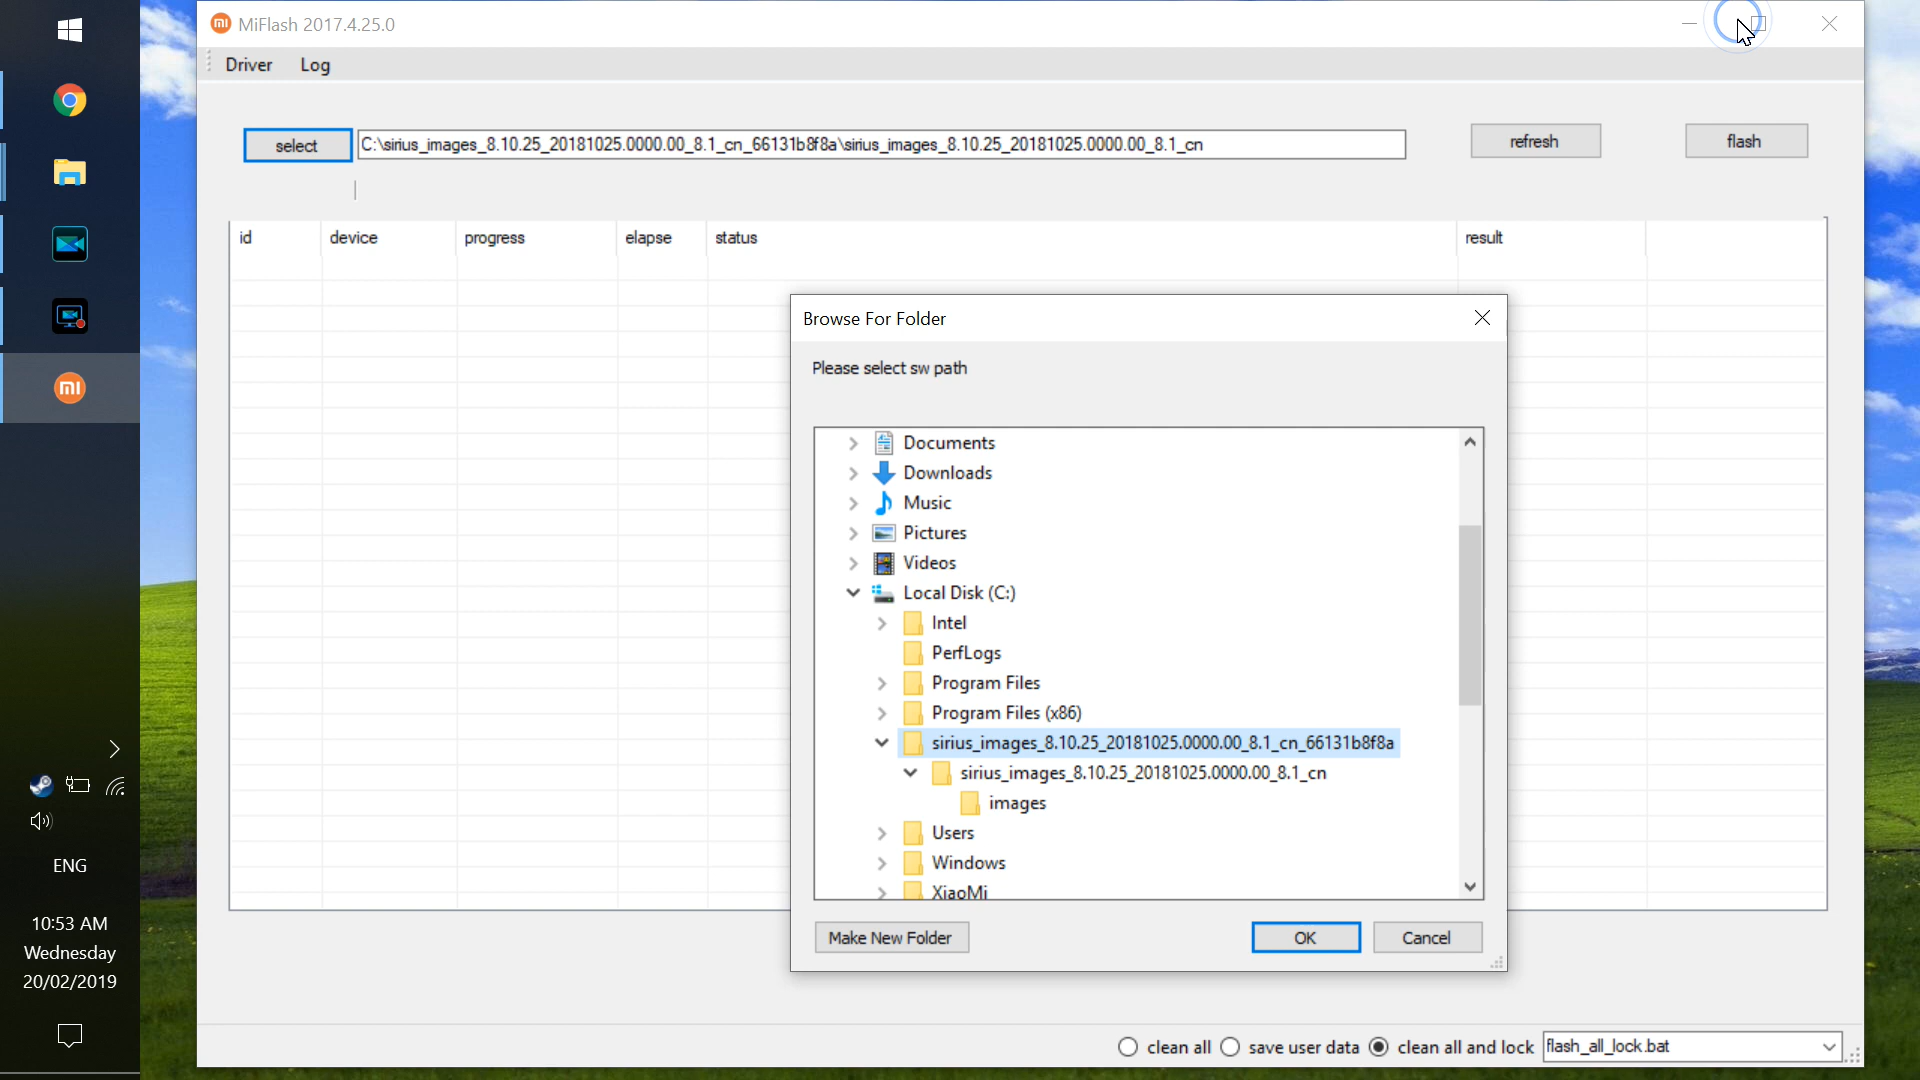 MiFlash 2017.4.25.0
Driver Log
select C:\sirius_images_8.10.25_20181025.0000.00_8.1_cn_66131b8f8a\sirius_images_8.10.25_20181025.0000.00_8.1_cn refresh flash
id device progress elapse status result
Browse For Folder
Please select sw path
Documents
Downloads
Music
Pictures
Videos
Local Disk (C:)
Intel
PerfLogs
Program Files
Program Files (x86)
sirius_images_8.10.25_20181025.0000.00_8.1_cn_66131b8f8a
sirius_images_8.10.25_20181025.0000.00_8.1_cn
images
Users
Windows
XiaoMi
Make New Folder OK Cancel
clean all save user data clean all and lock flash_all_lock.bat
ENG
10:53 AM
Wednesday
20/02/2019